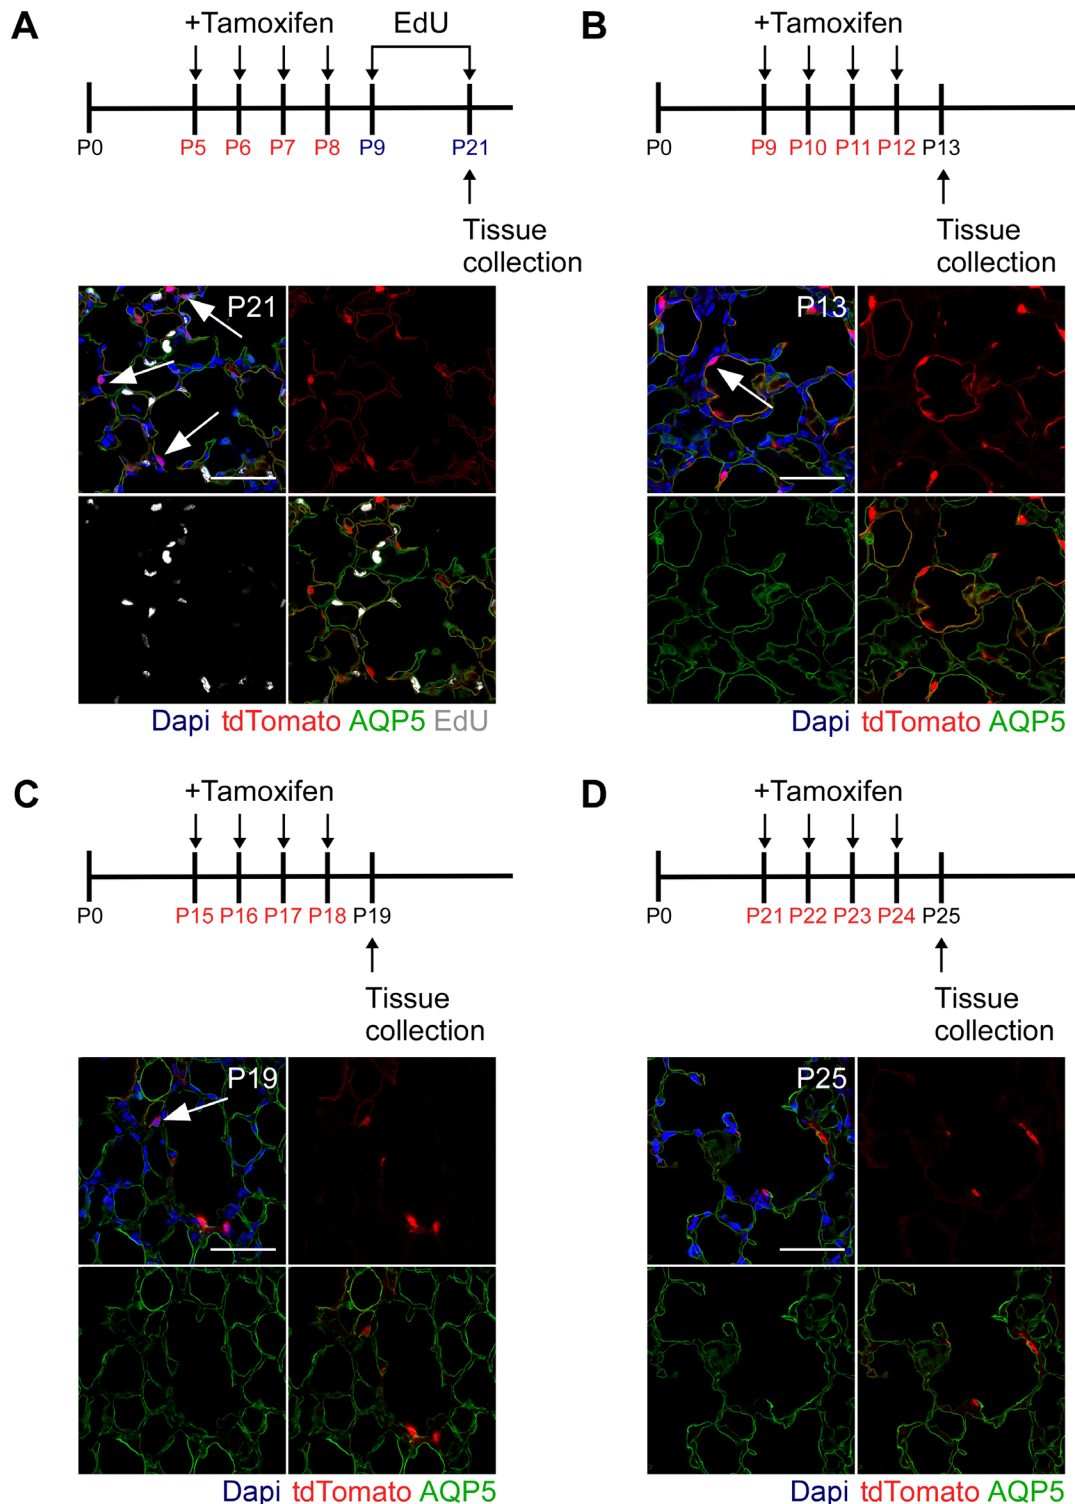 A
+Tamoxifen EdU
P0 P5 P6 P7 P8 P9 P21
Tissue
collection
P21
Dapi tdTomato AQP5 EdU
B
+Tamoxifen
P0 P9 P10 P11 P12 P13
Tissue
collection
P13
Dapi tdTomato AQP5
C
+Tamoxifen
P0 P15 P16 P17 P18 P19
Tissue
collection
P19
Dapi tdTomato AQP5
D
+Tamoxifen
P0 P21 P22 P23 P24 P25
Tissue
collection
P25
Dapi tdTomato AQP5